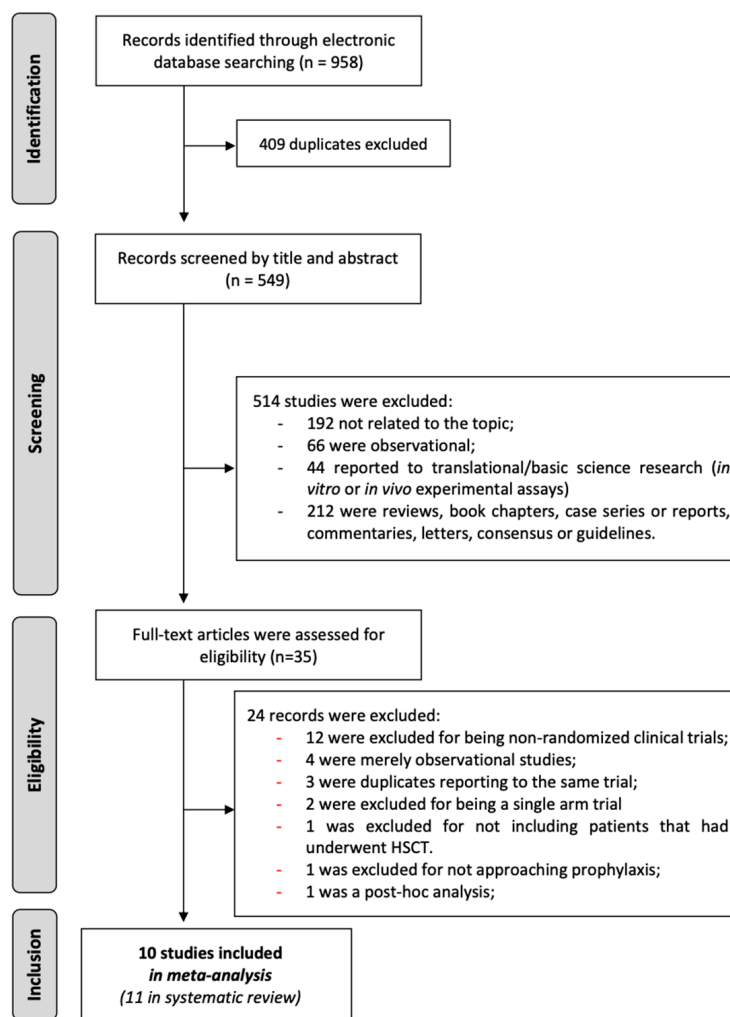 Identification
Records identified through electronic
database searching (n = 958)
409 duplicates excluded
Screening
Records screened by title and abstract
(n = 549)
514 studies were excluded:
- 192 not related to the topic;
- 66 were observational;
- 44 reported to translational/basic science research (in
vitro or in vivo experimental assays)
- 212 were reviews, book chapters, case series or reports,
commentaries, letters, consensus or guidelines.
Eligibility
Full-text articles were assessed for
eligibility (n=35)
24 records were excluded:
- 12 were excluded for being non-randomized clinical trials;
- 4 were merely observational studies;
- 3 were duplicates reporting to the same trial;
- 2 were excluded for being a single arm trial
- 1 was excluded for not including patients that had
underwent HSCT.
- 1 was excluded for not approaching prophylaxis;
- 1 was a post-hoc analysis;
Inclusion
10 studies included
in meta-analysis
(11 in systematic review)